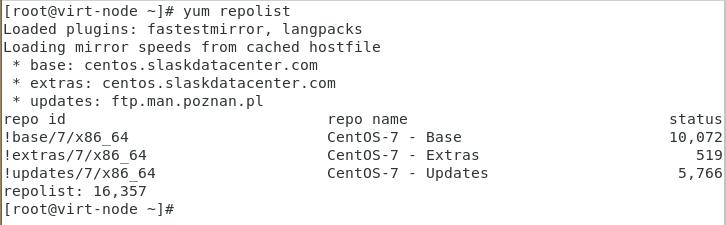 [root@virt-node ~]# yum repolist
Loaded plugins: fastestmirror, langpacks
Loading mirror speeds from cached hostfile
 * base: centos.slaskdatacenter.com
 * extras: centos.slaskdatacenter.com
 * updates: ftp.man.poznan.pl
repo id                             repo name                             status
!base/7/x86_64                      CentOS-7 - Base                       10,072
!extras/7/x86_64                    CentOS-7 - Extras                        519
!updates/7/x86_64                   CentOS-7 - Updates                     5,766
repolist: 16,357
[root@virt-node ~]#